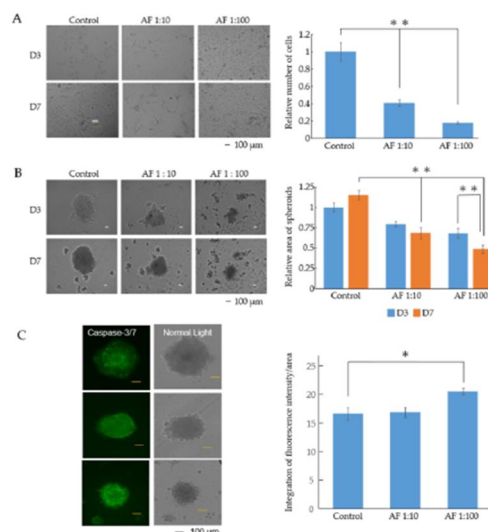 A
Control
AF 1:10
AF 1:100
D3
D7
100 µm
Relative number of cells
1.2
1
0.8
0.6
0.4
0.2
0
**
Control
AF 1:10
AF 1:100
B
Control
AF 1 : 10
AF 1 : 100
D3
D7
100 µm
Relative area of spheroids
1.25
1
0.75
0.5
0.25
0
**
**
Control
AF 1:10
AF 1:100
D3
D7
C
Caspase-3/7
Normal Light
100 µm
Integration of fluorescence intensity/area
25
20
15
10
5
0
*
Control
AF 1:10
AF 1:100